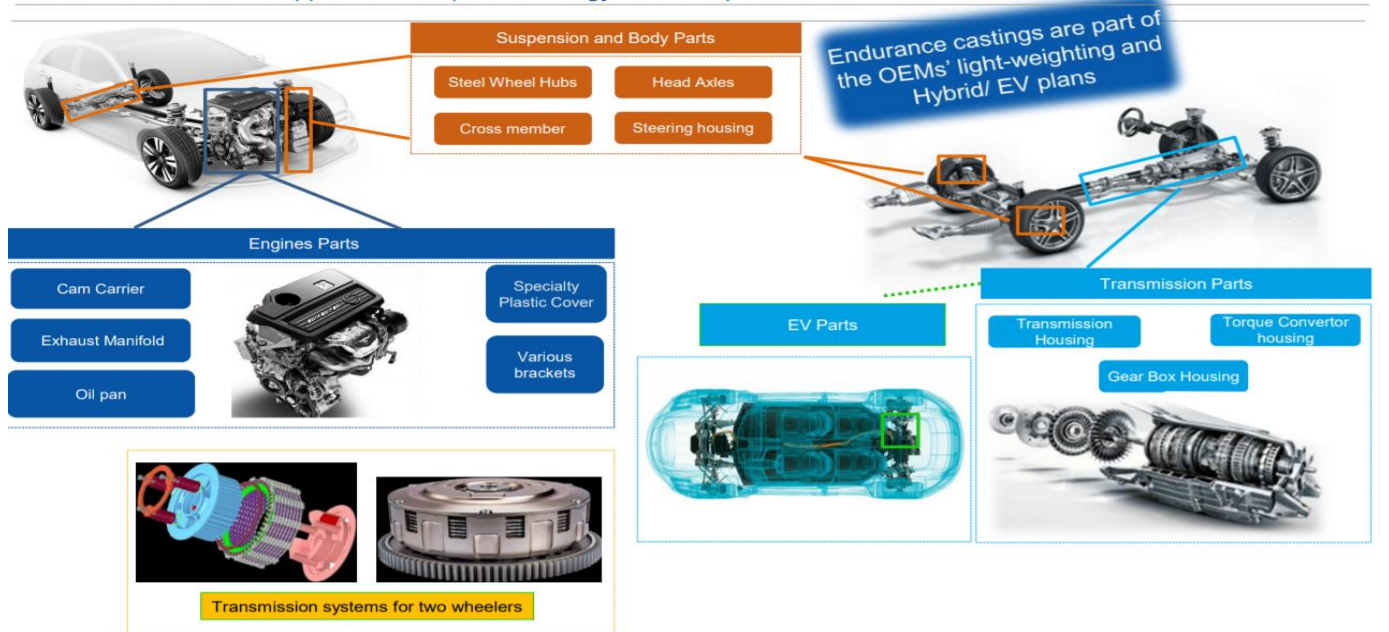 Suspension and Body Parts
Steel Wheel Hubs
Head Axles
Cross member
Steering housing
Endurance castings are part of
the OEMs' light-weighting and
Hybrid/ EV plans
Engines Parts
Cam Carrier
Exhaust Manifold
Oil pan
Specialty
Plastic Cover
Various
brackets
EV Parts
Transmission Parts
Transmission
Housing
Torque Convertor
housing
Gear Box Housing
Transmission systems for two wheelers